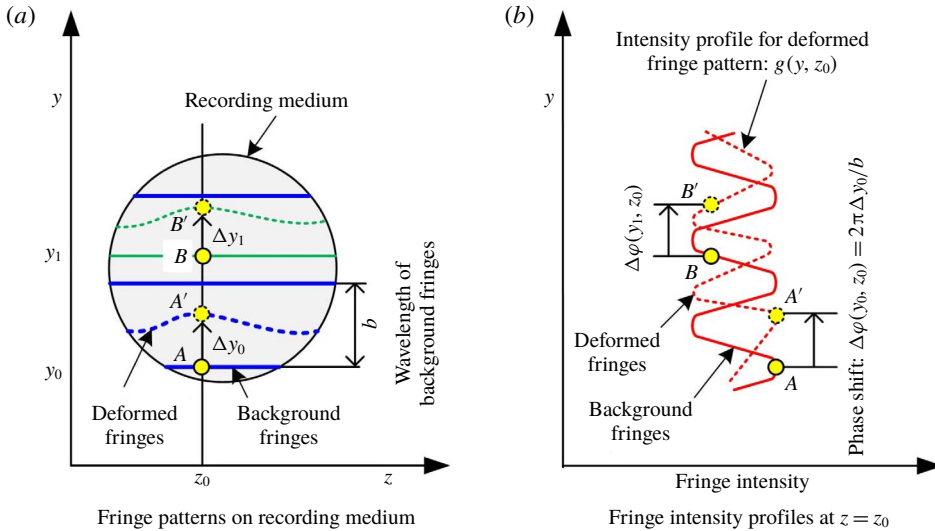 (a)
y
Recording medium
B′
Δy₁
y₁
B
A′
b
Δy₀
A
y₀
Wavelength of
background fringes
Deformed
fringes
Background
fringes
z₀
z
Fringe patterns on recording medium
(b)
Intensity profile for deformed
fringe pattern: g(y, z₀)
y
B′
Δφ(y₁, z₀)
B
A′
Deformed
fringes
A
Background
fringes
Phase shift: Δφ(y₀, z₀) = 2πΔy₀/b
Fringe intensity
Fringe intensity profiles at z = z₀